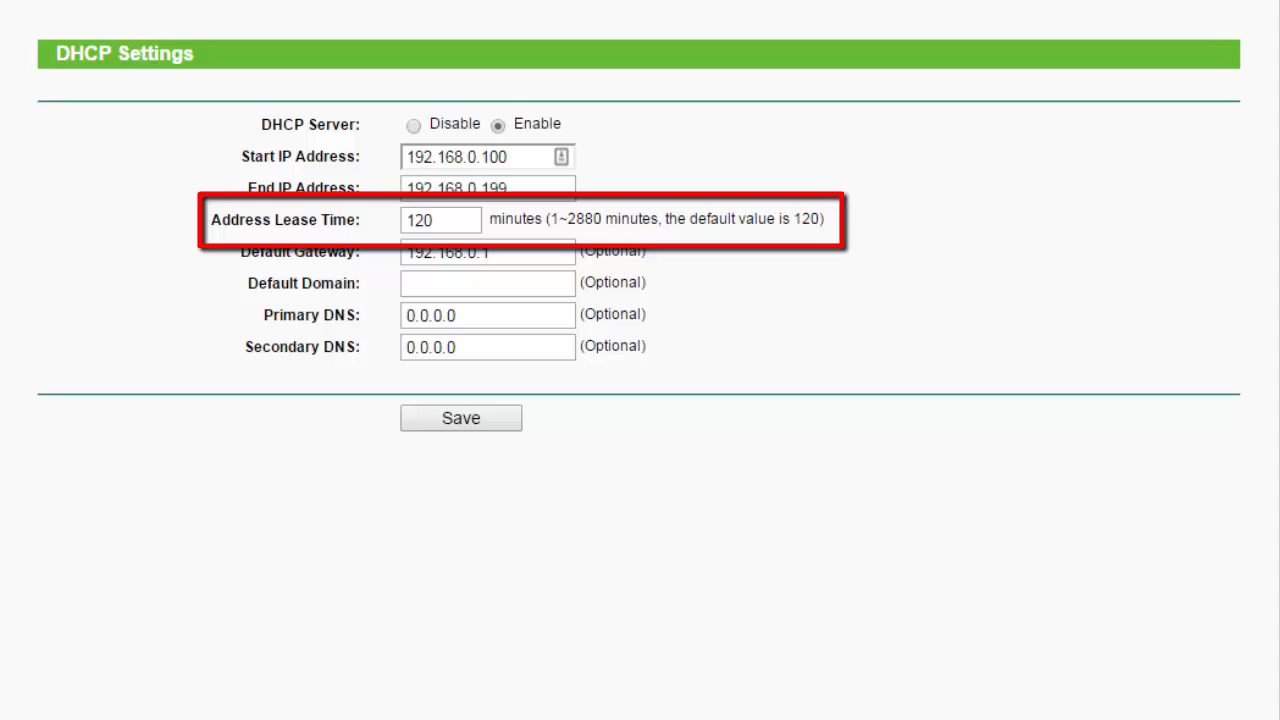 DHCP Settings
DHCP Server: Disable Enable
Start IP Address: 192.168.0.100
End IP Address: 192.168.0.199
Address Lease Time: 120 minutes (1~2880 minutes, the default value is 120)
Default Gateway: 192.168.0.1 (Optional)
Default Domain: (Optional)
Primary DNS: 0.0.0.0 (Optional)
Secondary DNS: 0.0.0.0 (Optional)
Save